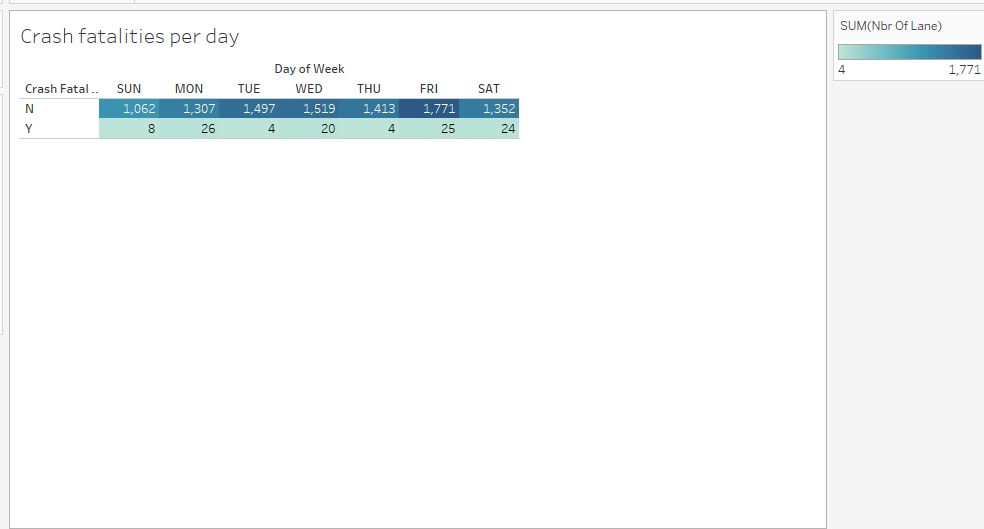 Crash fatalities per day
Day of Week
Crash Fatal .. SUN MON TUE WED THU FRI SAT
N 1,062 1,307 1,497 1,519 1,413 1,771 1,352
Y 8 26 4 20 4 25 24
SUM(Nbr Of Lane)
4 1,771